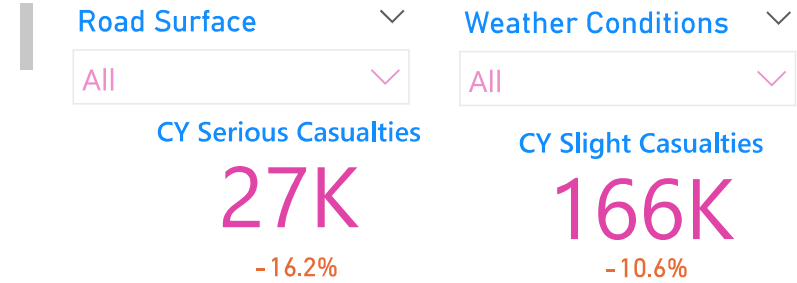 Road Surface
Weather Conditions
All
All
CY Serious Casualties
CY Slight Casualties
27K
166K
-16.2%
-10.6%